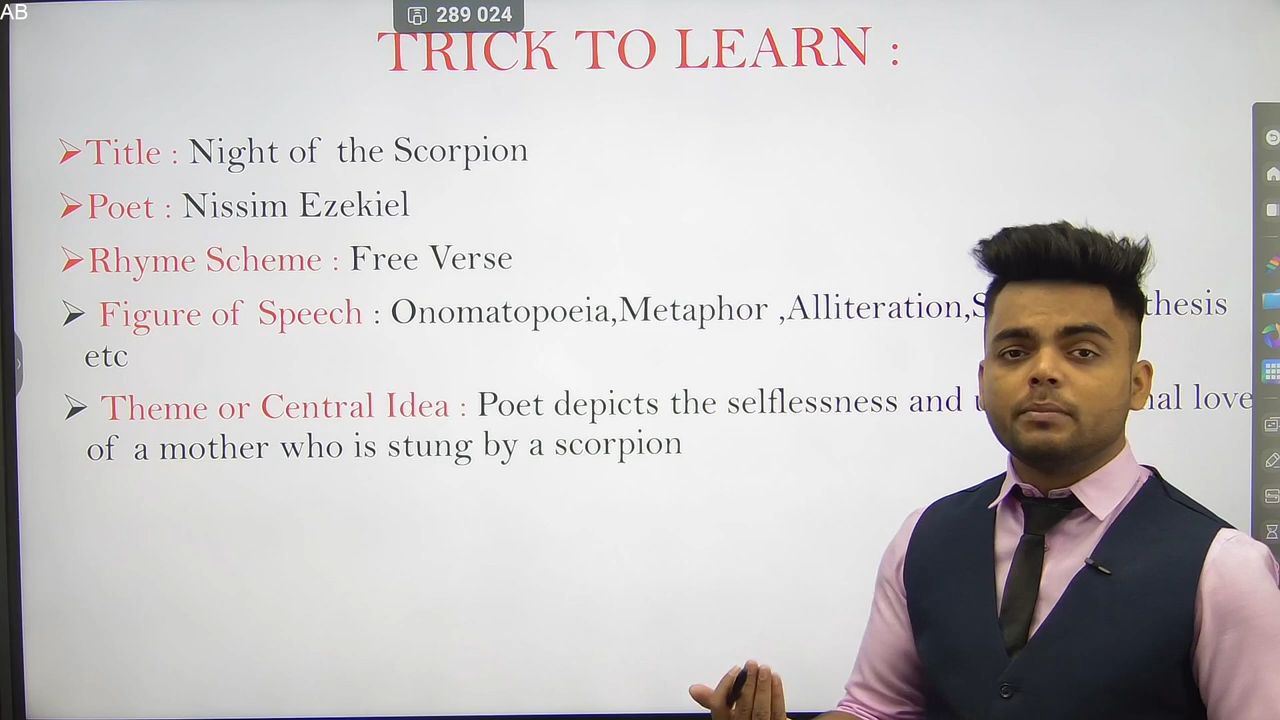 AB
289 024
TRICK TO LEARN :
Title : Night of the Scorpion
Poet : Nissim Ezekiel
Rhyme Scheme : Free Verse
Figure of Speech : Onomatopoeia,Metaphor ,Alliteration,
etc
Theme or Central Idea : Poet depicts the selflessness and love
of a mother who is stung by a scorpion